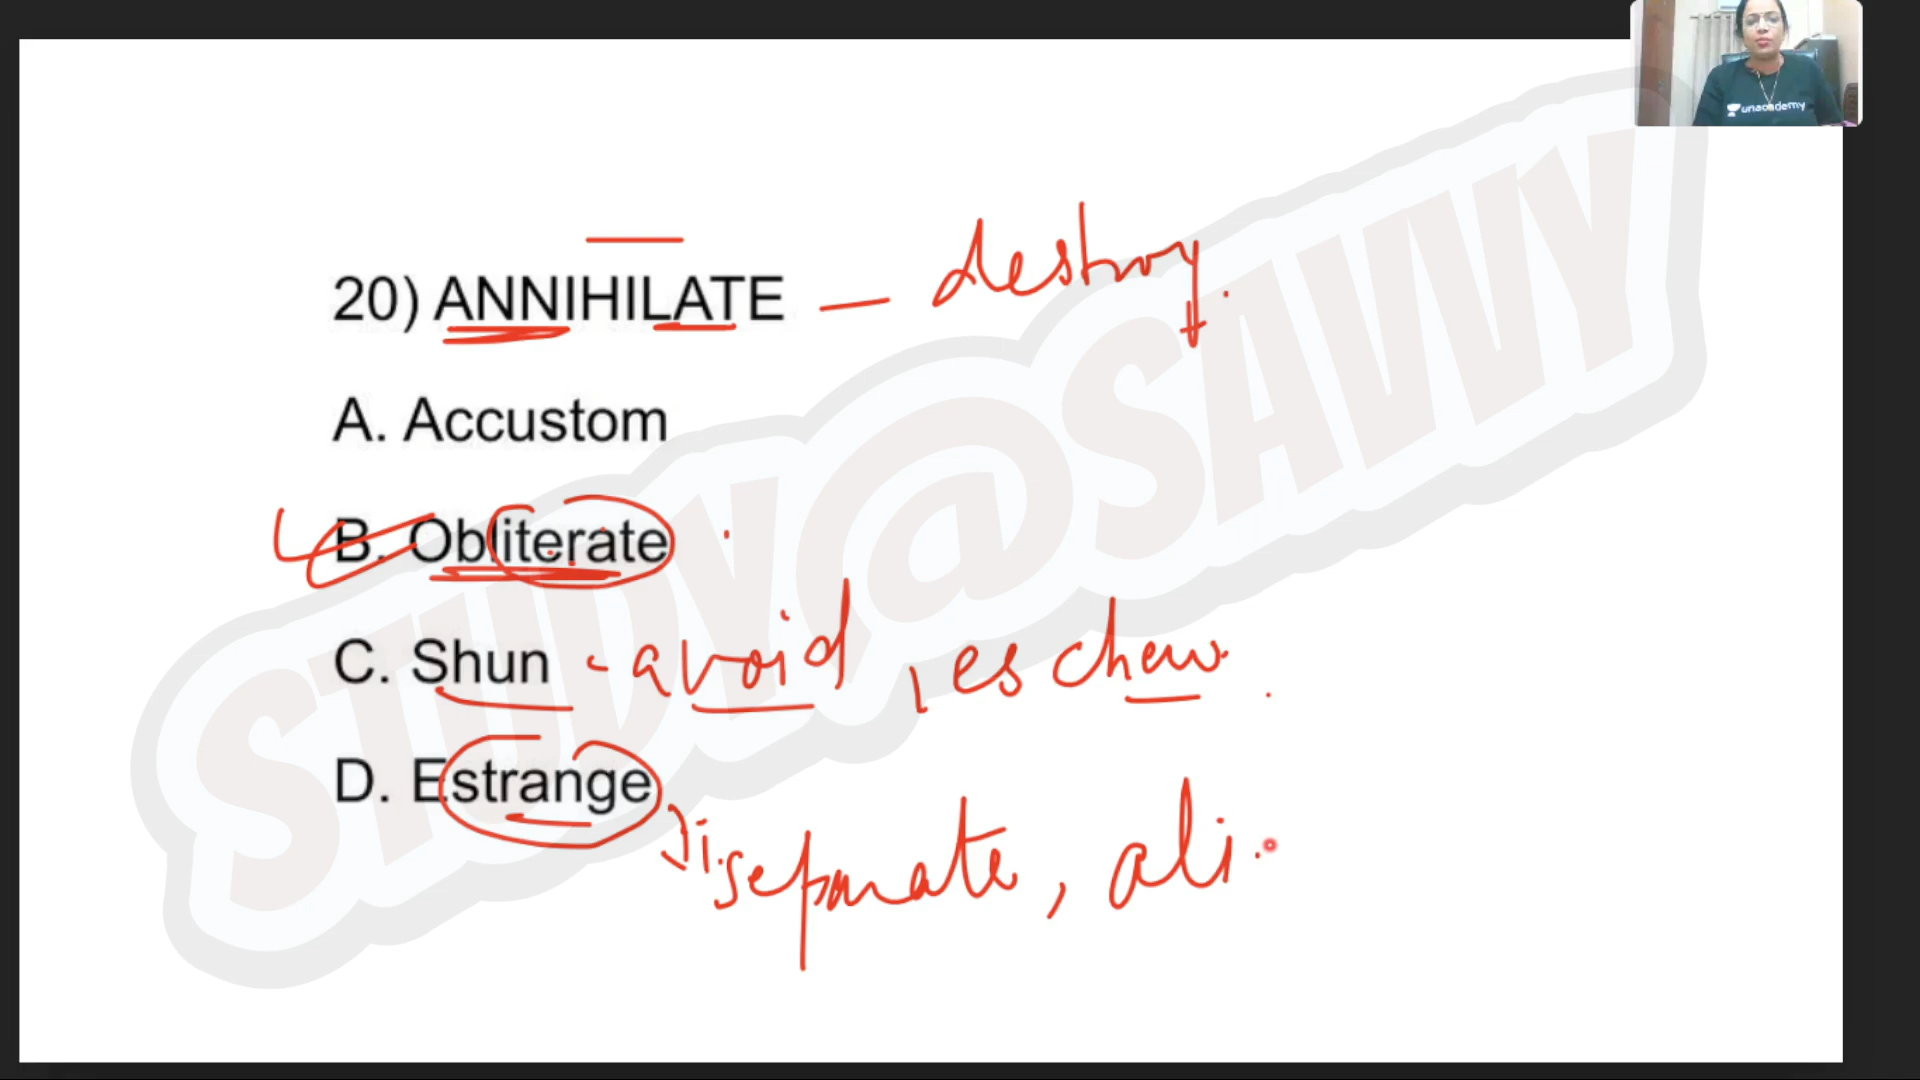 unacademy
20) ANNIHILATE – destroy.
A. Accustom
B. Obliterate
C. Shun - avoid, eschew.
D. Estrange
separate, ali
STUDY@SAVVY